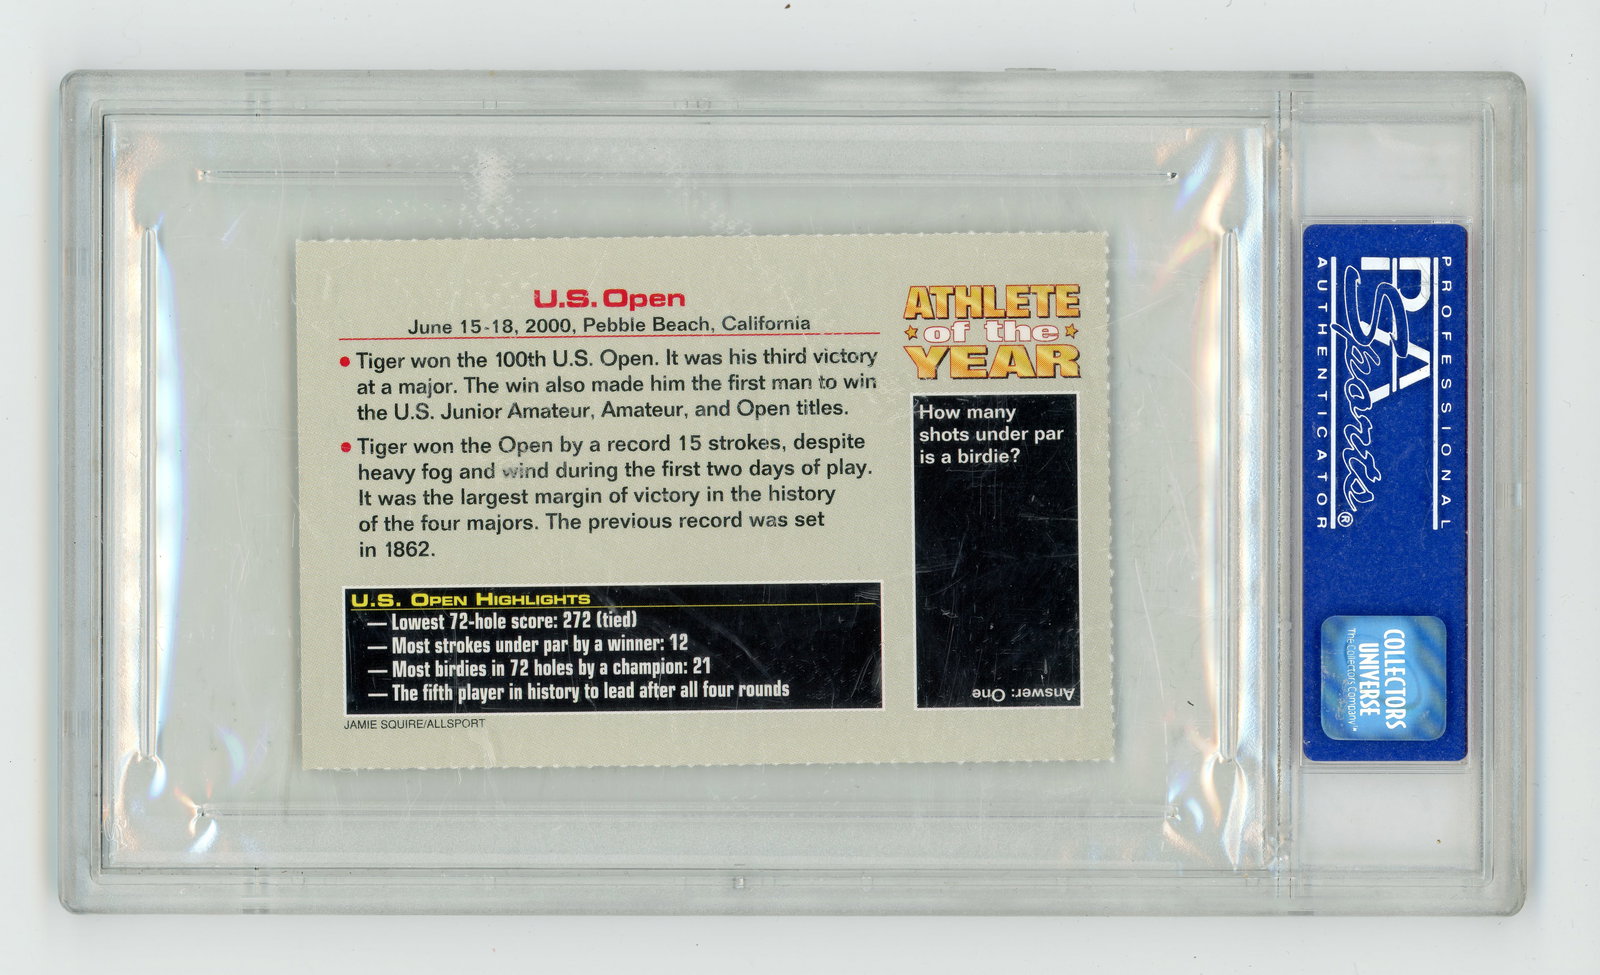 U.S. Open
June 15-18, 2000, Pebble Beach, California
• Tiger won the 100th U.S. Open. It was his third victory
at a major. The win also made him the first man to win
the U.S. Junior Amateur, Amateur, and Open titles.
• Tiger won the Open by a record 15 strokes, despite
heavy fog and wind during the first two days of play.
It was the largest margin of victory in the history
of the four majors. The previous record was set
in 1862.
U.S. OPEN HIGHLIGHTS
— Lowest 72-hole score: 272 (tied)
— Most strokes under par by a winner: 12
— Most birdies in 72 holes by a champion: 21
— The fifth player in history to lead after all four rounds
JAMIE SQUIRE/ALLSPORT
ATHLETE
of the
YEAR
How many
shots under par
is a birdie?
Answer: One
PROFESSIONAL
PSA
Sports®
AUTHENTICATOR
COLLECTORS
UNIVERSE
The Collectors Company™